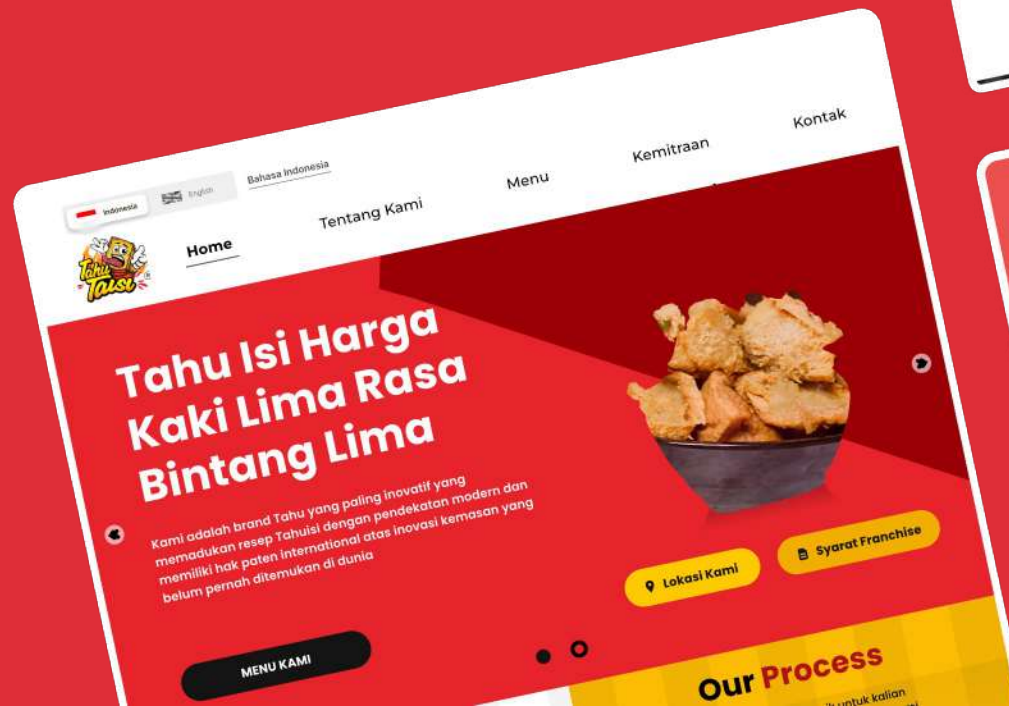 Indonesia
English
Bahasa Indonesia
Tahu
Taisi
Home
Tentang Kami
Menu
Kemitraan
Kontak
Tahu Isi Harga
Kaki Lima Rasa
Bintang Lima
Kami adalah brand Tahu yang paling inovatif yang
memadukan resep Tahuisi dengan pendekatan modern dan
memiliki hak paten international atas inovasi kemasan yang
belum pernah ditemukan di dunia
Lokasi Kami
Syarat Franchise
MENU KAMI
Our Process
untuk kalian